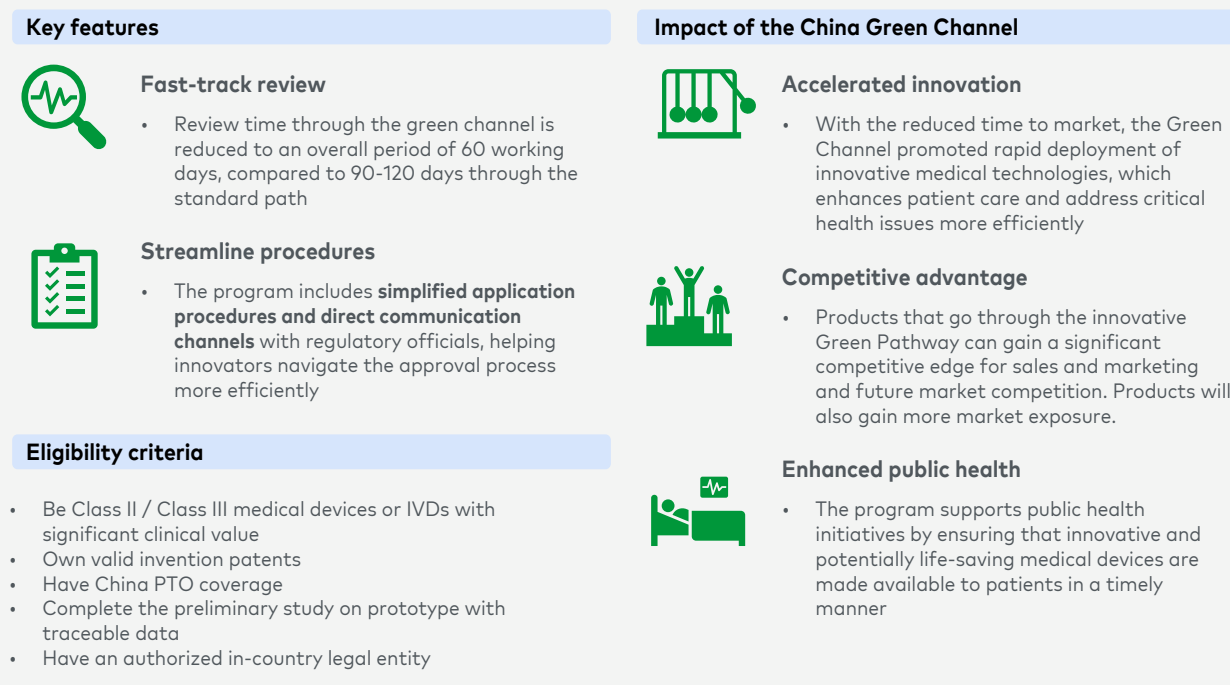 Key features
Fast-track review
• Review time through the green channel is
reduced to an overall period of 60 working
days, compared to 90-120 days through the
standard path
Streamline procedures
• The program includes simplified application
procedures and direct communication
channels with regulatory officials, helping
innovators navigate the approval process
more efficiently
Eligibility criteria
• Be Class II / Class III medical devices or IVDs with
significant clinical value
• Own valid invention patents
• Have China PTO coverage
• Complete the preliminary study on prototype with
traceable data
• Have an authorized in-country legal entity
Impact of the China Green Channel
Accelerated innovation
• With the reduced time to market, the Green
Channel promoted rapid deployment of
innovative medical technologies, which
enhances patient care and address critical
health issues more efficiently
Competitive advantage
• Products that go through the innovative
Green Pathway can gain a significant
competitive edge for sales and marketing
and future market competition. Products will
also gain more market exposure.
Enhanced public health
• The program supports public health
initiatives by ensuring that innovative and
potentially life-saving medical devices are
made available to patients in a timely
manner